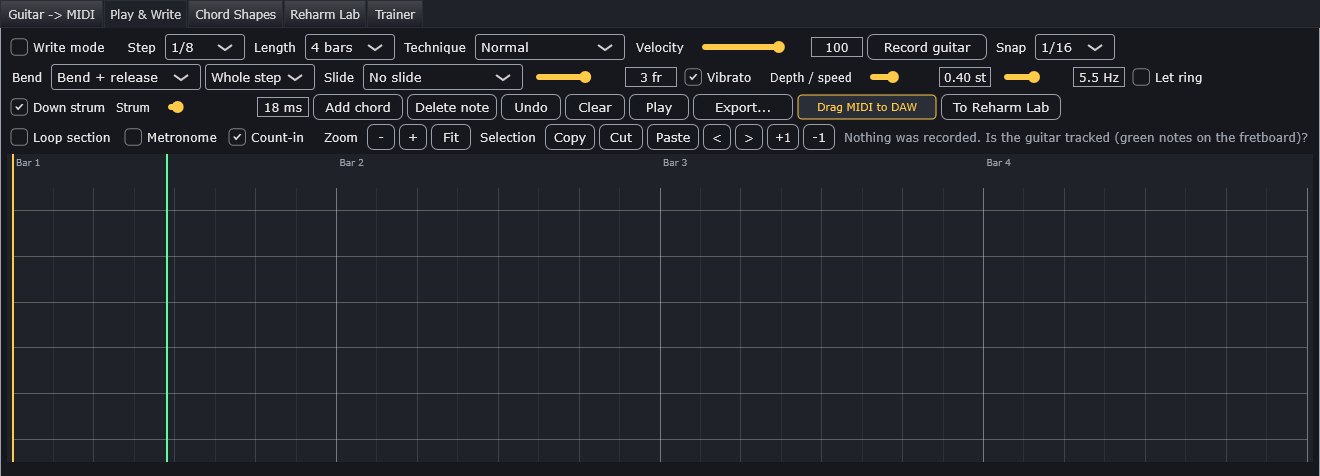 Guitar -> MIDI Play & Write Chord Shapes Reharm Lab Trainer
Write mode Step 1/8 Length 4 bars Technique Normal Velocity 100 Record guitar Snap 1/16
Bend Bend + release Whole step Slide No slide 3 fr Vibrato Depth / speed 0.40 st 5.5 Hz Let ring
Down strum Strum 18 ms Add chord Delete note Undo Clear Play Export... Drag MIDI to DAW To Reharm Lab
Loop section Metronome Count-in Zoom - + Fit Selection Copy Cut Paste < > +1 -1 Nothing was recorded. Is the guitar tracked (green notes on the fretboard)?
Bar 1 Bar 2 Bar 3 Bar 4